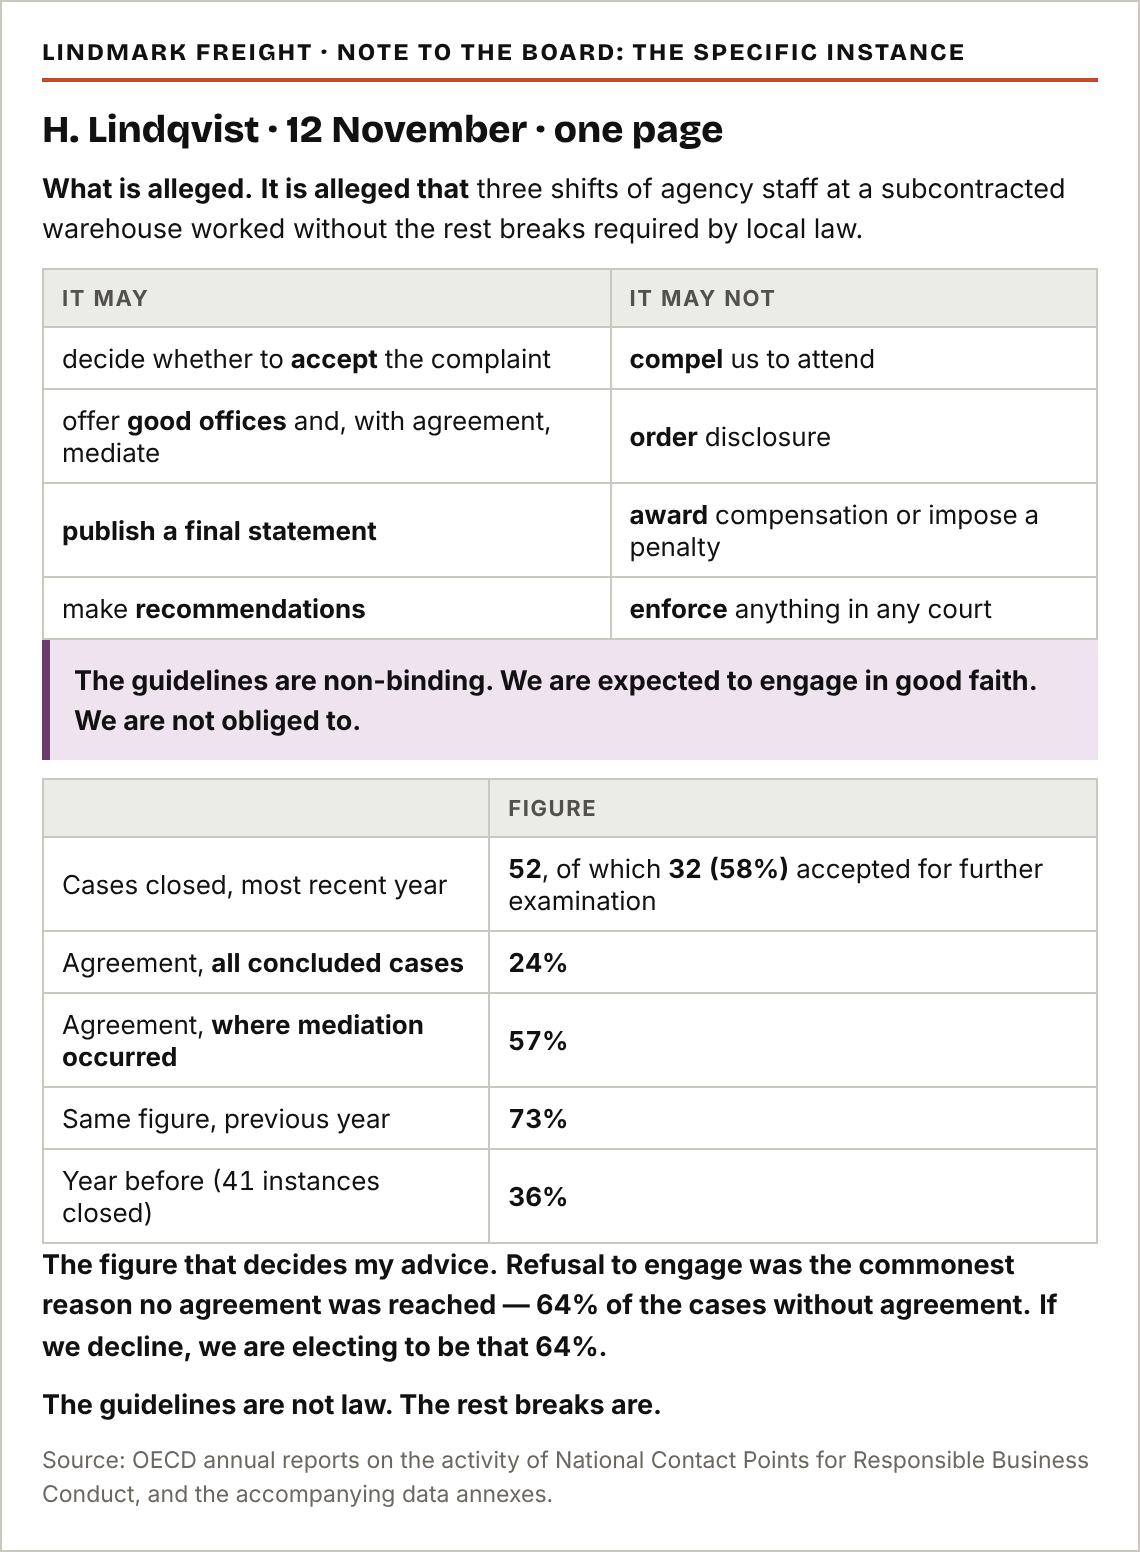 LINDMARK FREIGHT · NOTE TO THE BOARD: THE SPECIFIC INSTANCE
H. Lindqvist · 12 November · one page
What is alleged. It is alleged that three shifts of agency staff at a subcontracted
warehouse worked without the rest breaks required by local law.
IT MAY
IT MAY NOT
decide whether to accept the complaint
compel us to attend
offer good offices and, with agreement,
mediate
order disclosure
publish a final statement
award compensation or impose a
penalty
make recommendations
enforce anything in any court
The guidelines are non-binding. We are expected to engage in good faith.
We are not obliged to.
FIGURE
Cases closed, most recent year
52, of which 32 (58%) accepted for further
examination
Agreement, all concluded cases
24%
Agreement, where mediation
occurred
57%
Same figure, previous year
73%
Year before (41 instances
closed)
36%
The figure that decides my advice. Refusal to engage was the commonest
reason no agreement was reached — 64% of the cases without agreement. If
we decline, we are electing to be that 64%.
The guidelines are not law. The rest breaks are.
Source: OECD annual reports on the activity of National Contact Points for Responsible Business
Conduct, and the accompanying data annexes.